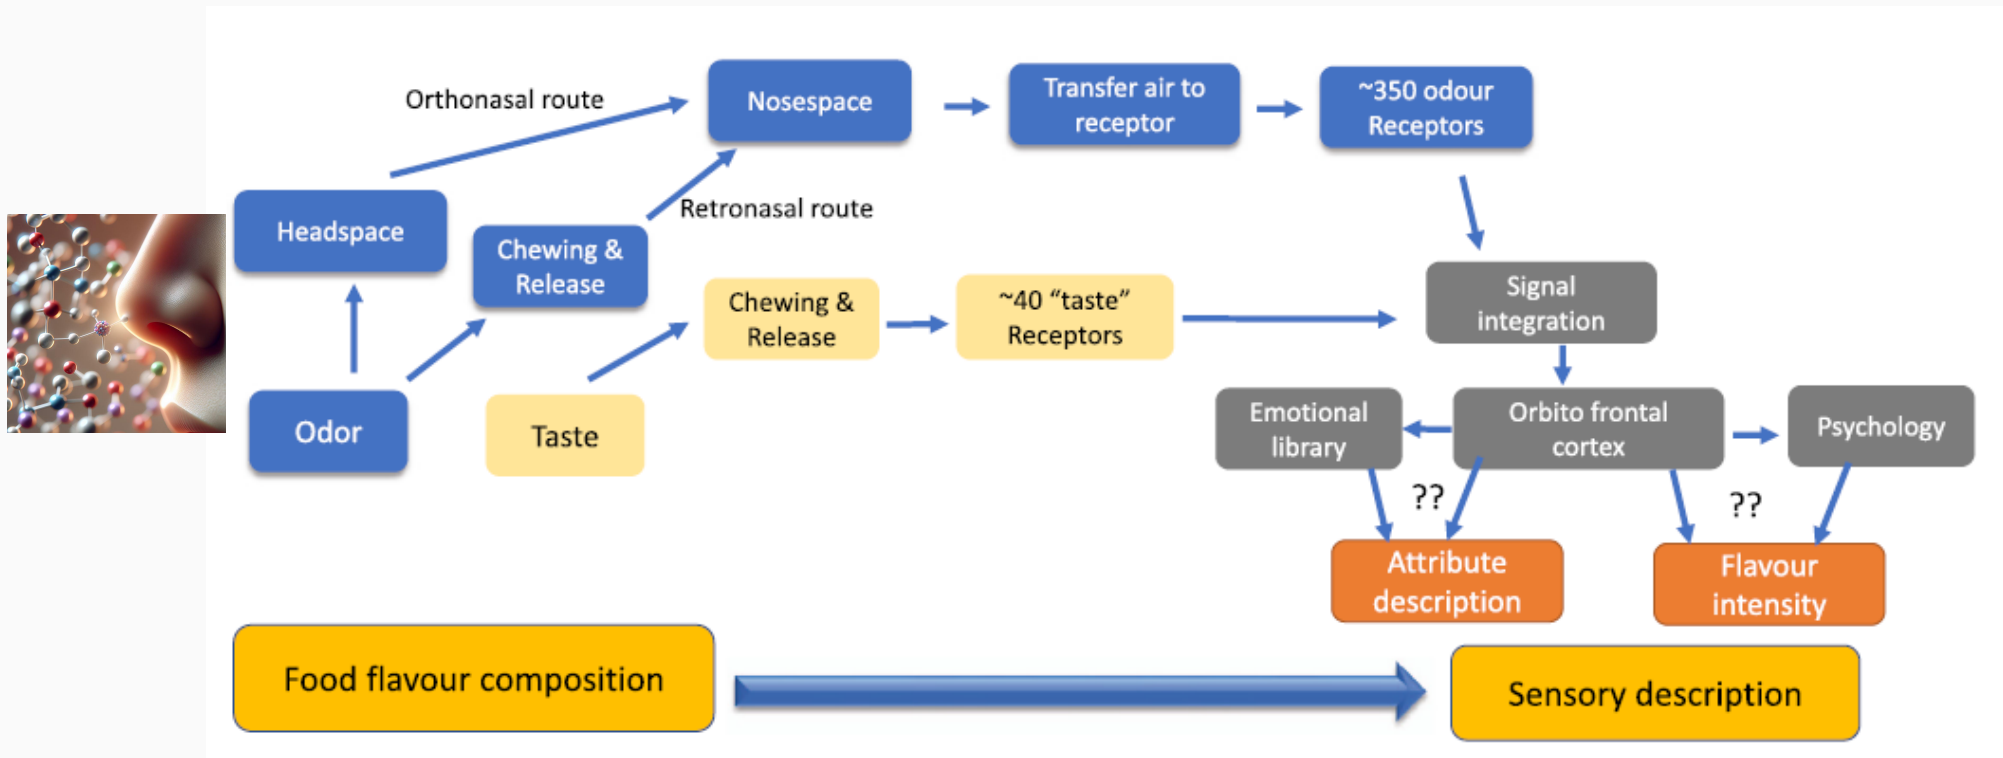 Orthonasal route
Nosespace
Transfer air to
receptor
~350 odour
Receptors
Headspace
Chewing &
Release
Retronasal route
Chewing &
Release
~40 “taste”
Receptors
Signal
integration
Odor
Taste
Emotional
library
Orbito frontal
cortex
Psychology
??
??
Attribute
description
Flavour
intensity
Food flavour composition
Sensory description